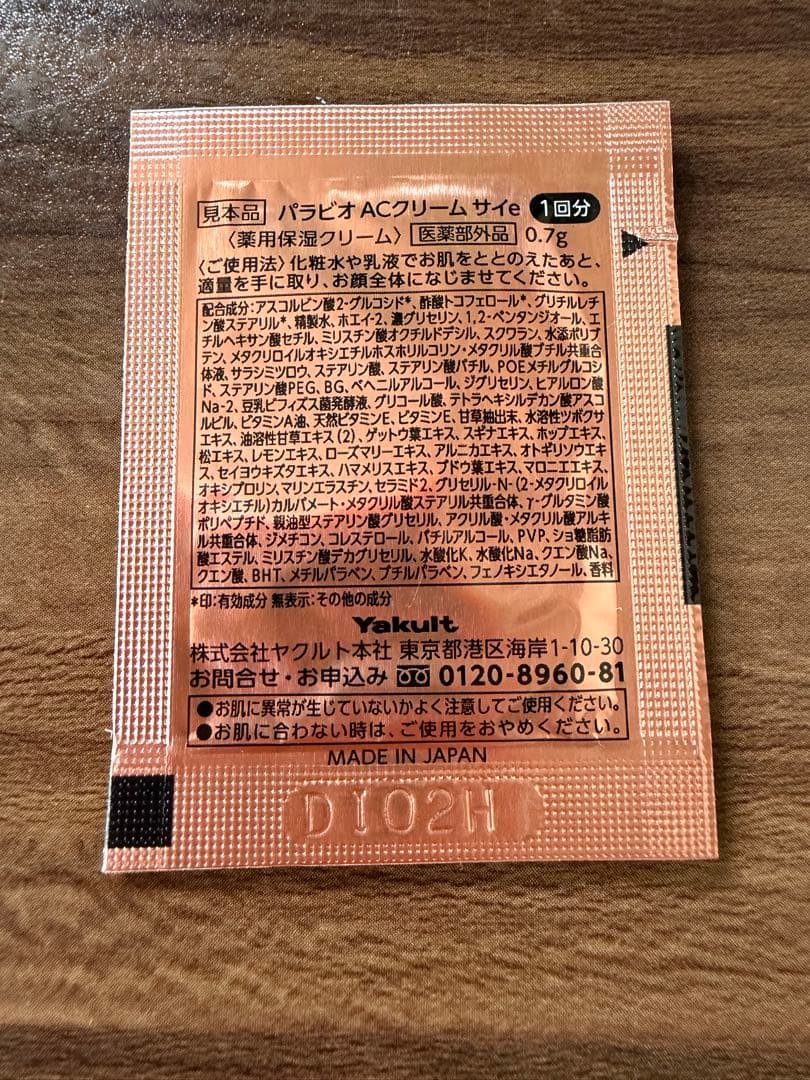 見本品 パラビオ ACクリーム サイe 1回分
〈薬用保湿クリーム〉 医薬部外品 0.7g
〈ご使用法〉化粧水や乳液でお肌をととのえたあと、
適量を手に取り、お顔全体になじませてください。
配合成分:アスコルビン酸2-グルコシド*、酢酸トコフェロール*、グリチルレチ
ン酸ステアリル*、精製水、ホエイ-2、濃グリセリン、1,2-ペンタンジオール、エ
チルヘキサン酸セチル、ミリスチン酸オクチルドデシル、スクワラン、水添ポリブ
テン、メタクリロイルオキシエチルホスホリルコリン・メタクリル酸ブチル共重合
体液、サラシミツロウ、ステアリン酸、ステアリン酸バチル、POEメチルグルコシ
ド、ステアリン酸PEG、BG、ベヘニルアルコール、ジグリセリン、ヒアルロン酸
Na-2、豆乳ビフィズス菌発酵液、グリコール酸、テトラヘキシルデカン酸アスコ
ルビル、ビタミンA油、天然ビタミンE、ビタミンE、甘草抽出末、水溶性ツボクサ
エキス、油溶性甘草エキス(2)、ゲットウ葉エキス、スギナエキス、ホップエキス、
松エキス、レモンエキス、ローズマリーエキス、アルニカエキス、オトギリソウエキ
ス、セイヨウキズタエキス、ハマメリスエキス、ブドウ葉エキス、マロニエエキス、
オキシプロリン、マリンエラスチン、セラミド2、グリセリル-N-(2-メタクリロイル
オキシエチル)カルバメート・メタクリル酸ステアリル共重合体、γ-グルタミン酸
ポリペプチド、親油型ステアリン酸グリセリル、アクリル酸・メタクリル酸アルキ
ル共重合体、ジメチコン、コレステロール、バチルアルコール、PVP、ショ糖脂肪
酸エステル、ミリスチン酸デカグリセリル、水酸化K、水酸化Na、クエン酸Na、
クエン酸、BHT、メチルパラベン、ブチルパラベン、フェノキシエタノール、香料
*印:有効成分 無表示:その他の成分
Yakult
株式会社ヤクルト本社 東京都港区海岸1-10-30
お問合せ・お申込み 0120-8960-81
●お肌に異常が生じていないかよく注意してご使用ください。
●お肌に合わない時は、ご使用をおやめください。
MADE IN JAPAN
D102H